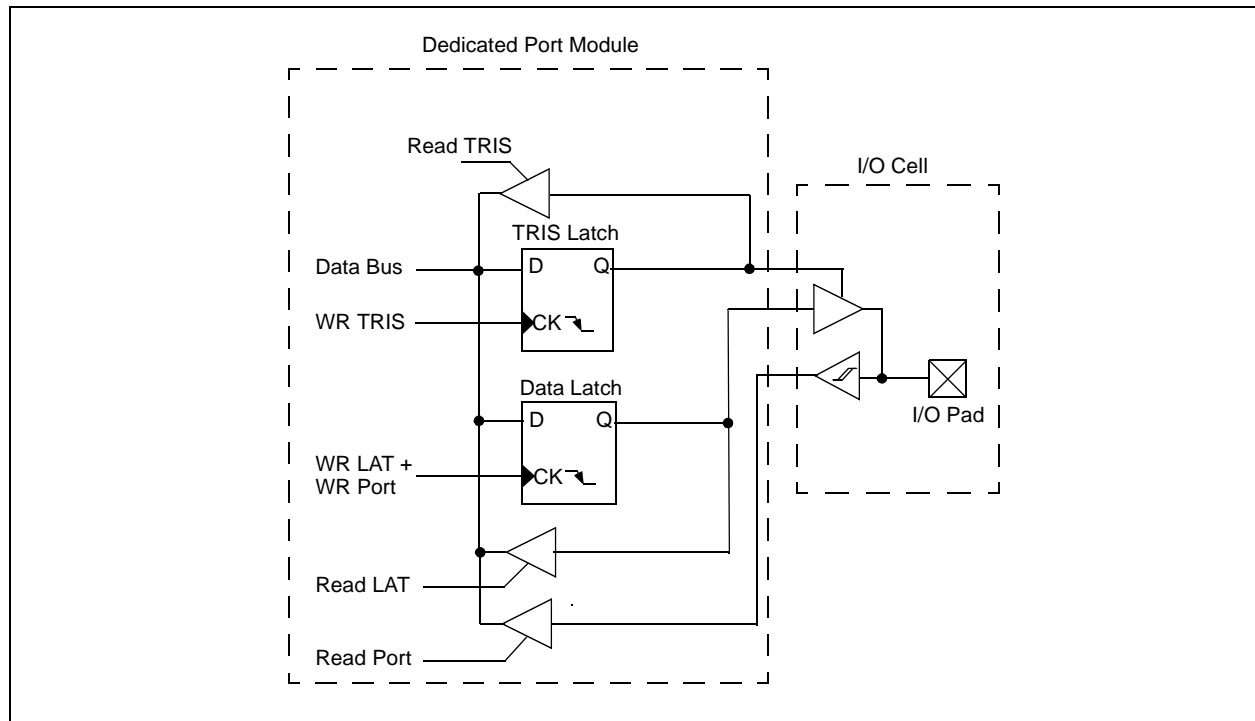 Dedicated Port Module
Read TRIS
I/O Cell
TRIS Latch
Data Bus
D
Q
WR TRIS
CK
Data Latch
I/O Pad
D
Q
WR LAT +
WR Port
CK
Read LAT
Read Port